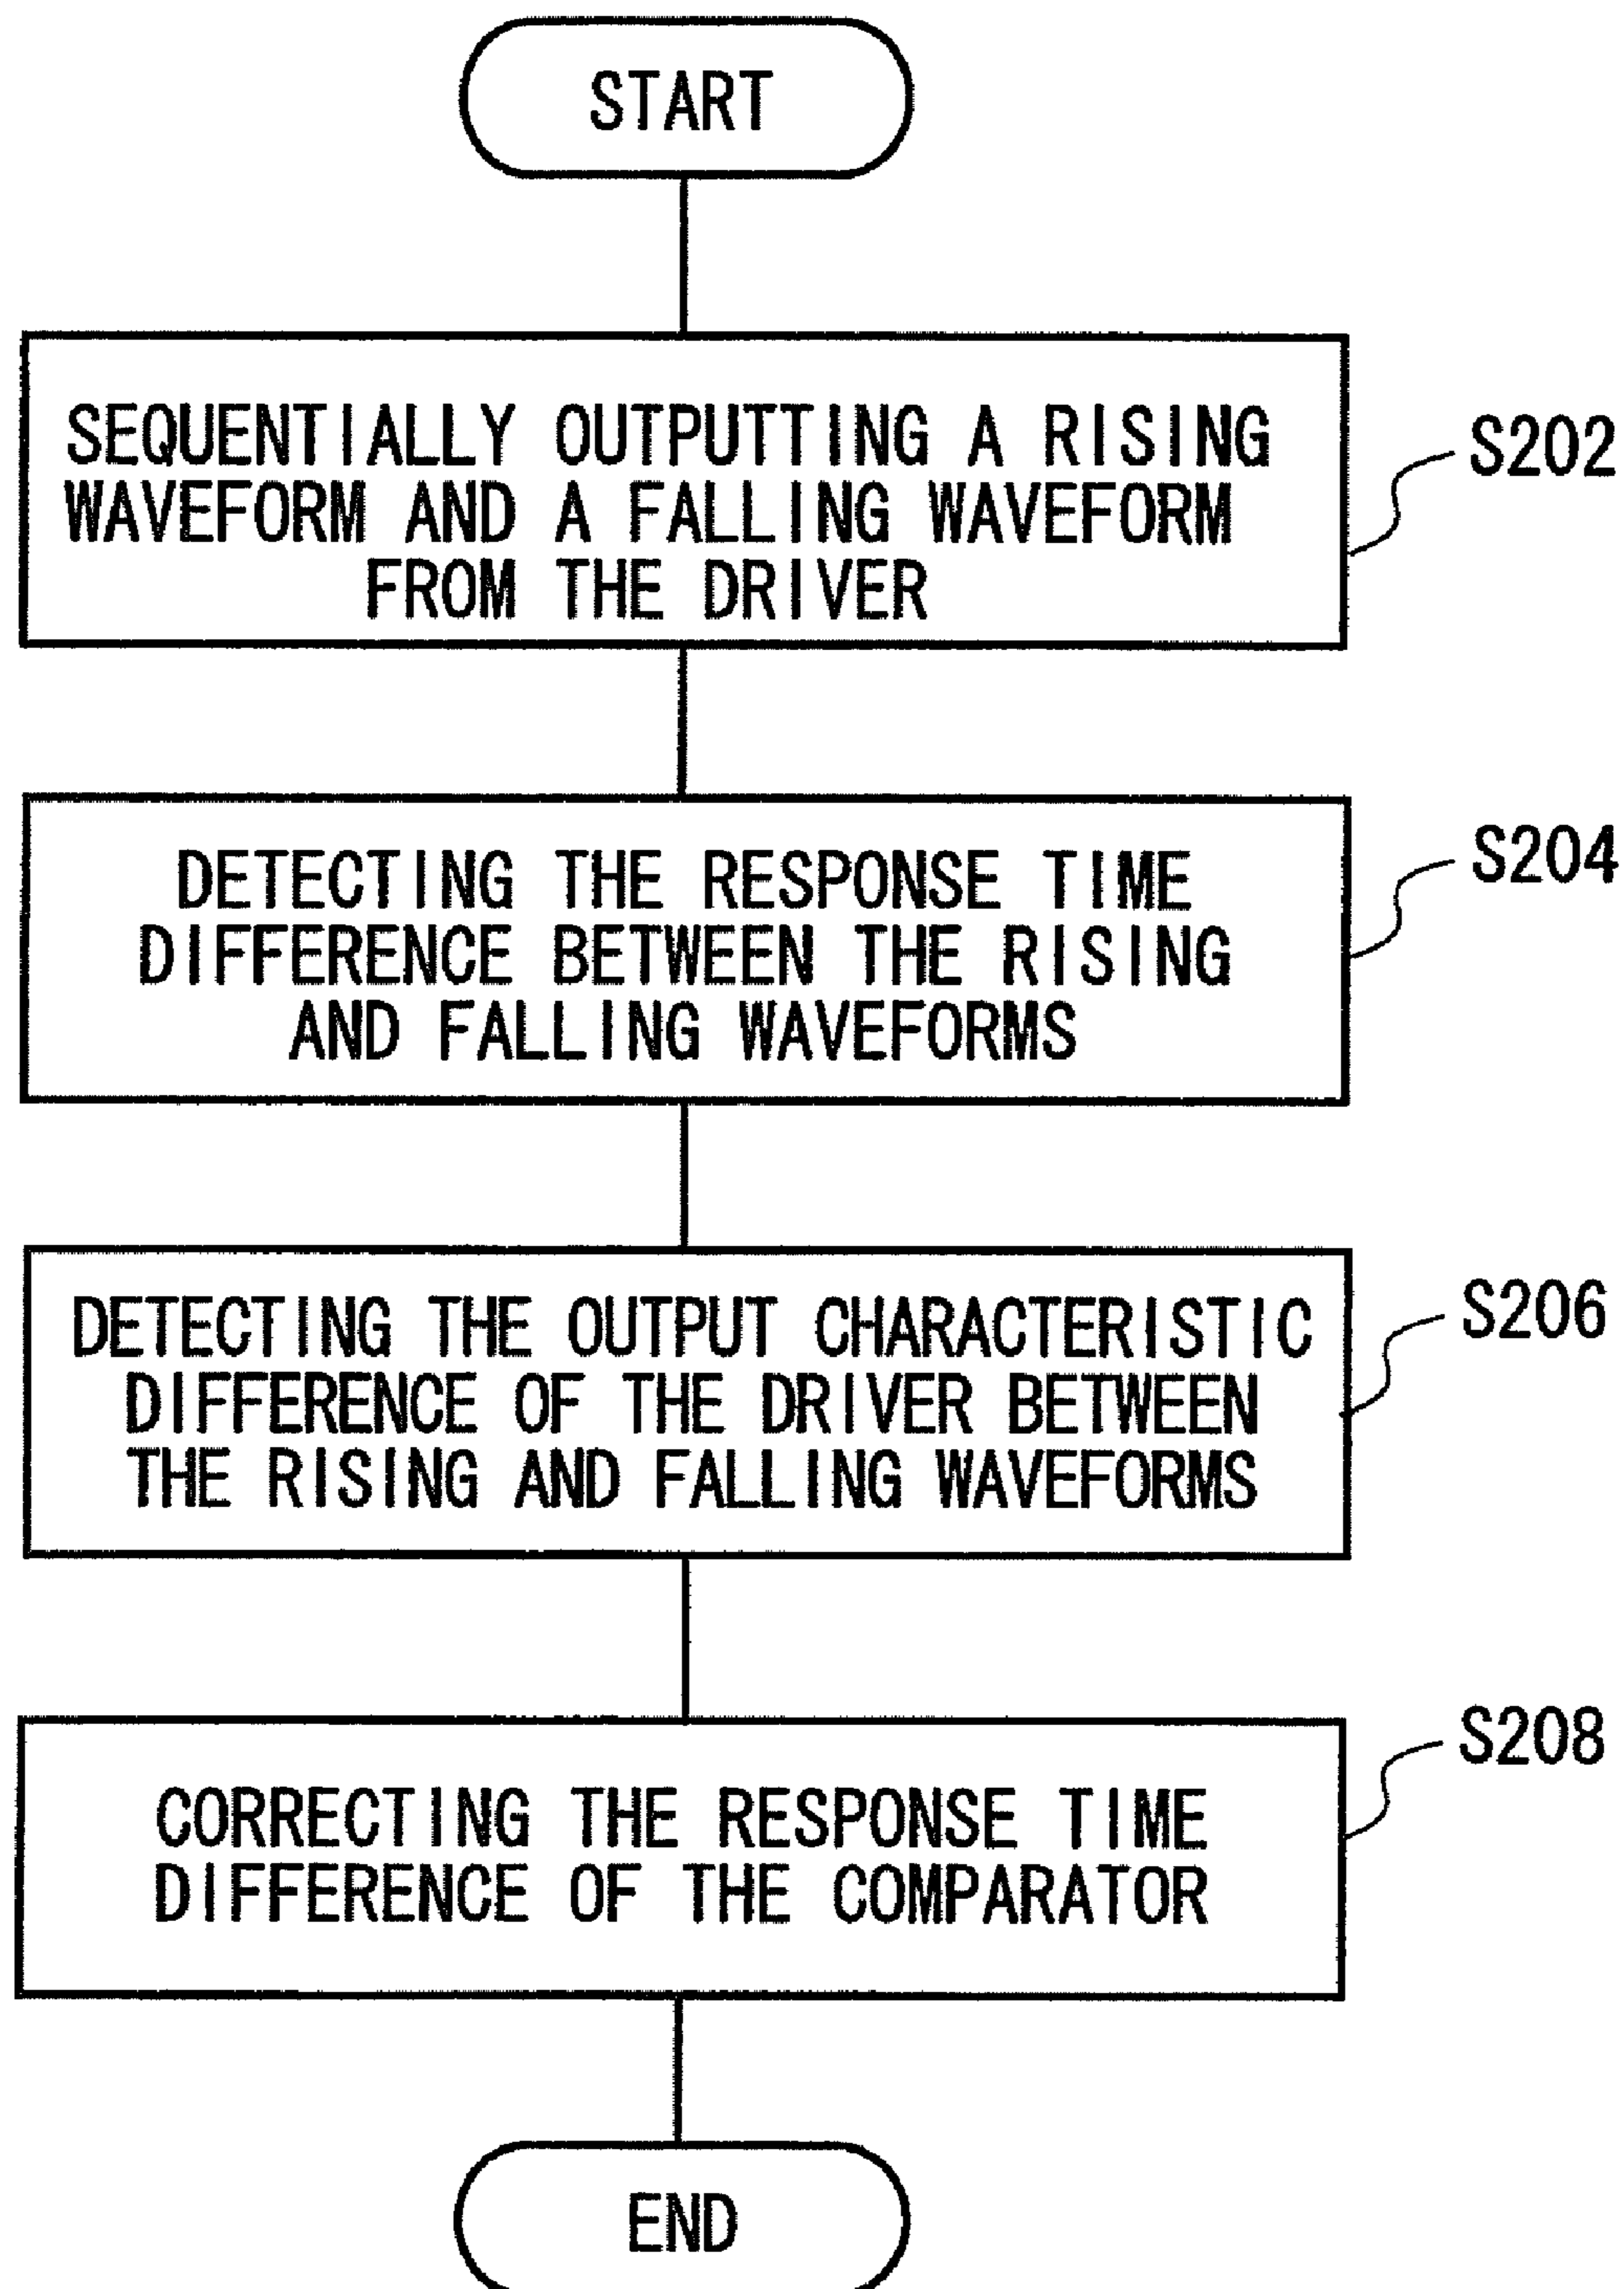 START
SEQUENTIALLY OUTPUTTING A RISING
WAVEFORM AND A FALLING WAVEFORM
FROM THE DRIVER
S202
DETECTING THE RESPONSE TIME
DIFFERENCE BETWEEN THE RISING
AND FALLING WAVEFORMS
S204
DETECTING THE OUTPUT CHARACTERISTIC
DIFFERENCE OF THE DRIVER BETWEEN
THE RISING AND FALLING WAVEFORMS
S206
CORRECTING THE RESPONSE TIME
DIFFERENCE OF THE COMPARATOR
S208
END